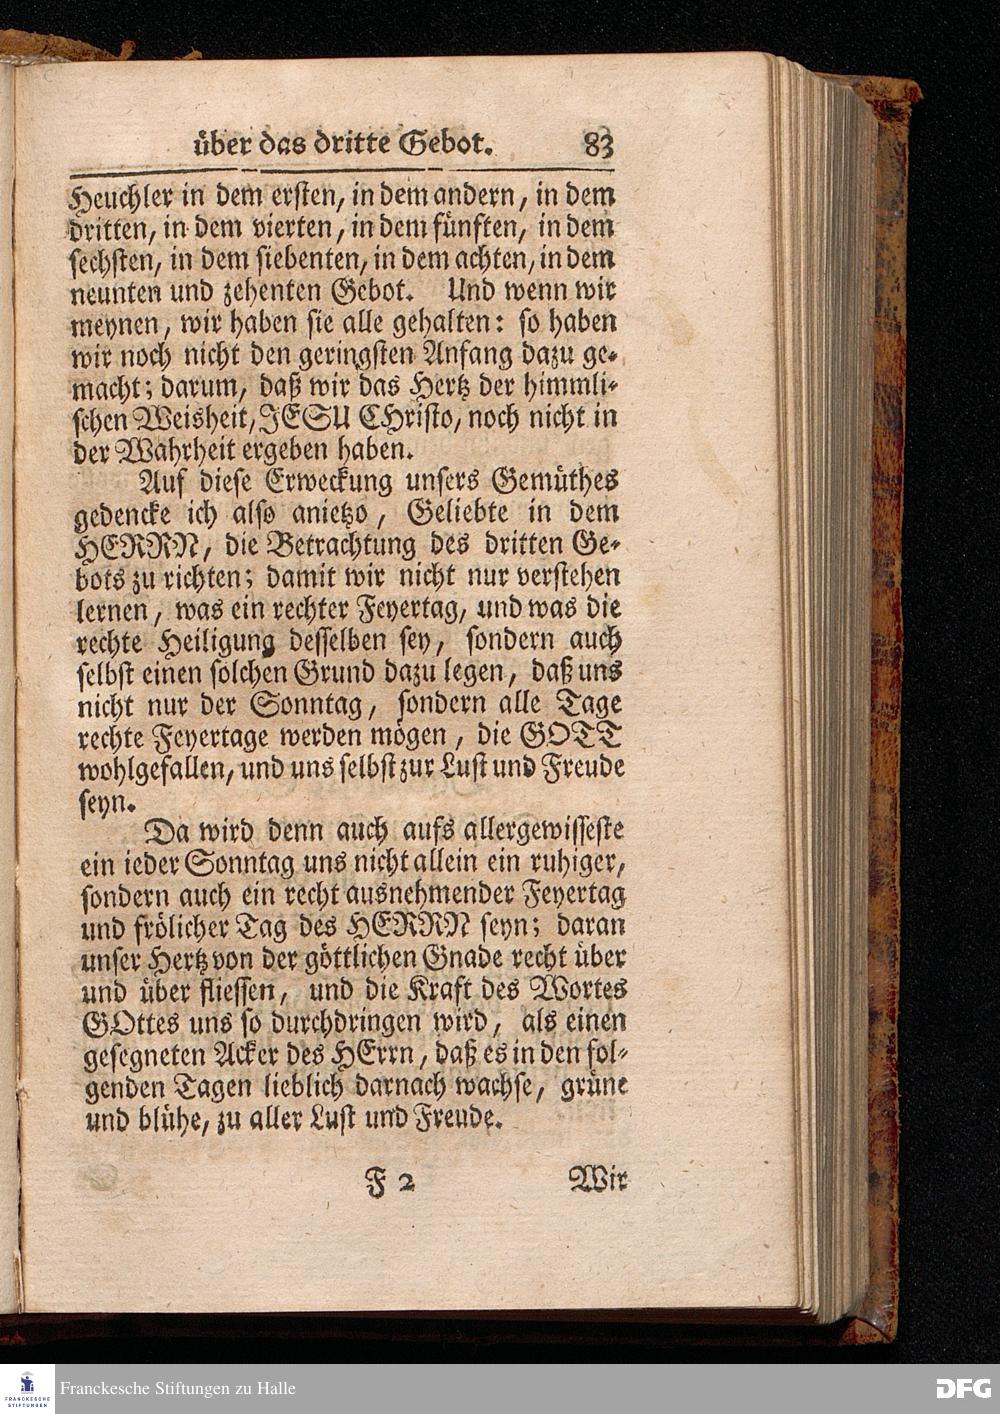 über das dritte Gebot. 83
Heuchler in dem ersten, in dem andern, in dem
dritten, in dem vierten, in dem fünften, in dem
sechsten, in dem siebenten, in dem achten, in dem
neunten und zehenten Gebot. Und wenn wir
meynen, wir haben sie alle gehalten: so haben
wir noch nicht den geringsten Anfang dazu ge-
macht; darum, daß wir das Hertz der himmli-
schen Weisheit, JESU CHristo, noch nicht in
der Wahrheit ergeben haben.
Auf diese Erweckung unsers Gemüthes
gedencke ich also anietzo, Geliebte in dem
HERRN, die Betrachtung des dritten Ge-
bots zu richten; damit wir nicht nur verstehen
lernen, was ein rechter Feyertag, und was die
rechte Heiligung desselben sey, sondern auch
selbst einen solchen Grund dazu legen, daß uns
nicht nur der Sonntag, sondern alle Tage
rechte Feyertage werden mögen, die GOTT
wohlgefallen, und uns selbst zur Lust und Freude
seyn.
Da wird denn auch aufs allergewisseste
ein ieder Sonntag uns nicht allein ein ruhiger,
sondern auch ein recht ausnehmender Feyertag
und frölicher Tag des HERRN seyn; daran
unser Hertz von der göttlichen Gnade recht über
und über fliessen, und die Kraft des Wortes
GOttes uns so durchdringen wird, als einen
gesegneten Acker des HErrn, daß es in den fol-
genden Tagen lieblich darnach wachse, grüne
und blühe, zu aller Lust und Freude.
F 2 Wir
FRANCKESCHE
STIFTUNGEN
Franckesche Stiftungen zu Halle
DFG